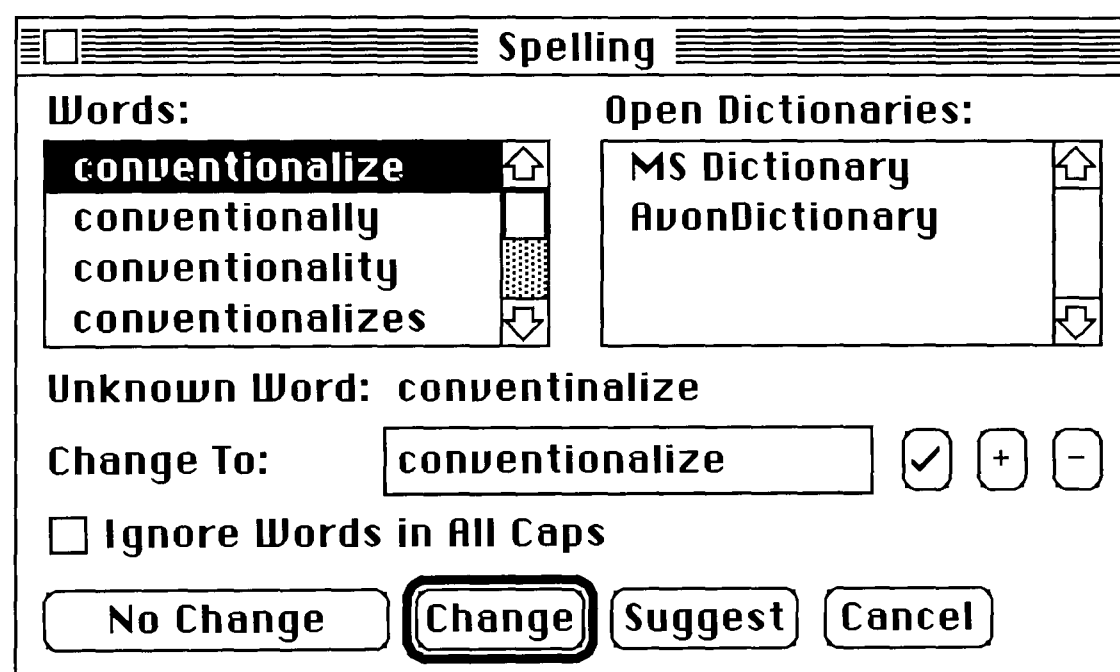 Spelling
Words:
conventionalize
conventionally
conventionality
conventionalizes
Open Dictionaries:
MS Dictionary
AvonDictionary
Unknown Word: conventinalize
Change To: conventionalize ✓ + −
Ignore Words in All Caps
No Change Change Suggest Cancel